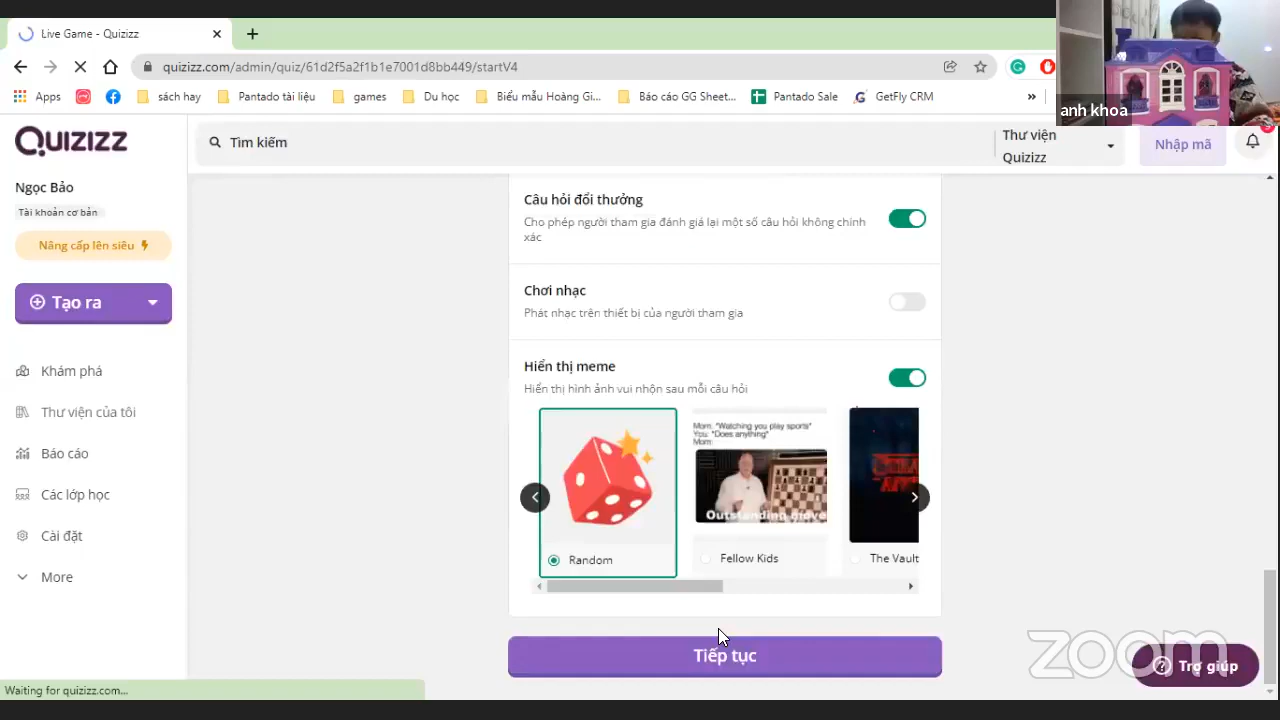 Live Game - Quizizz
quizizz.com/admin/quiz/61d2f5a2f1b1e7001d8bb449/startV4
Apps
sách hay
Pantado tài liệu
games
Du học
Biểu mẫu Hoàng Gi...
Báo cáo GG Sheet...
Pantado Sale
GetFly CRM
»
anh khoa
QUIZIZZ
Tìm kiếm
Thư viện
Quizizz
Nhập mã
Ngọc Bảo
Tài khoản cơ bản
Nâng cấp lên siêu
Tạo ra
Khám phá
Thư viện của tôi
Báo cáo
Các lớp học
Cài đặt
More
Câu hỏi đổi thưởng
Cho phép người tham gia đánh giá lại một số câu hỏi không chính
xác
Chơi nhạc
Phát nhạc trên thiết bị của người tham gia
Hiển thị meme
Hiển thị hình ảnh vui nhộn sau mỗi câu hỏi
Mom: "Watching you play sports"
You: "Does anything"
Mom:
Outstanding move
Random
Fellow Kids
The Vault
Tiếp tục
zoom
Trợ giúp
Waiting for quizizz.com...